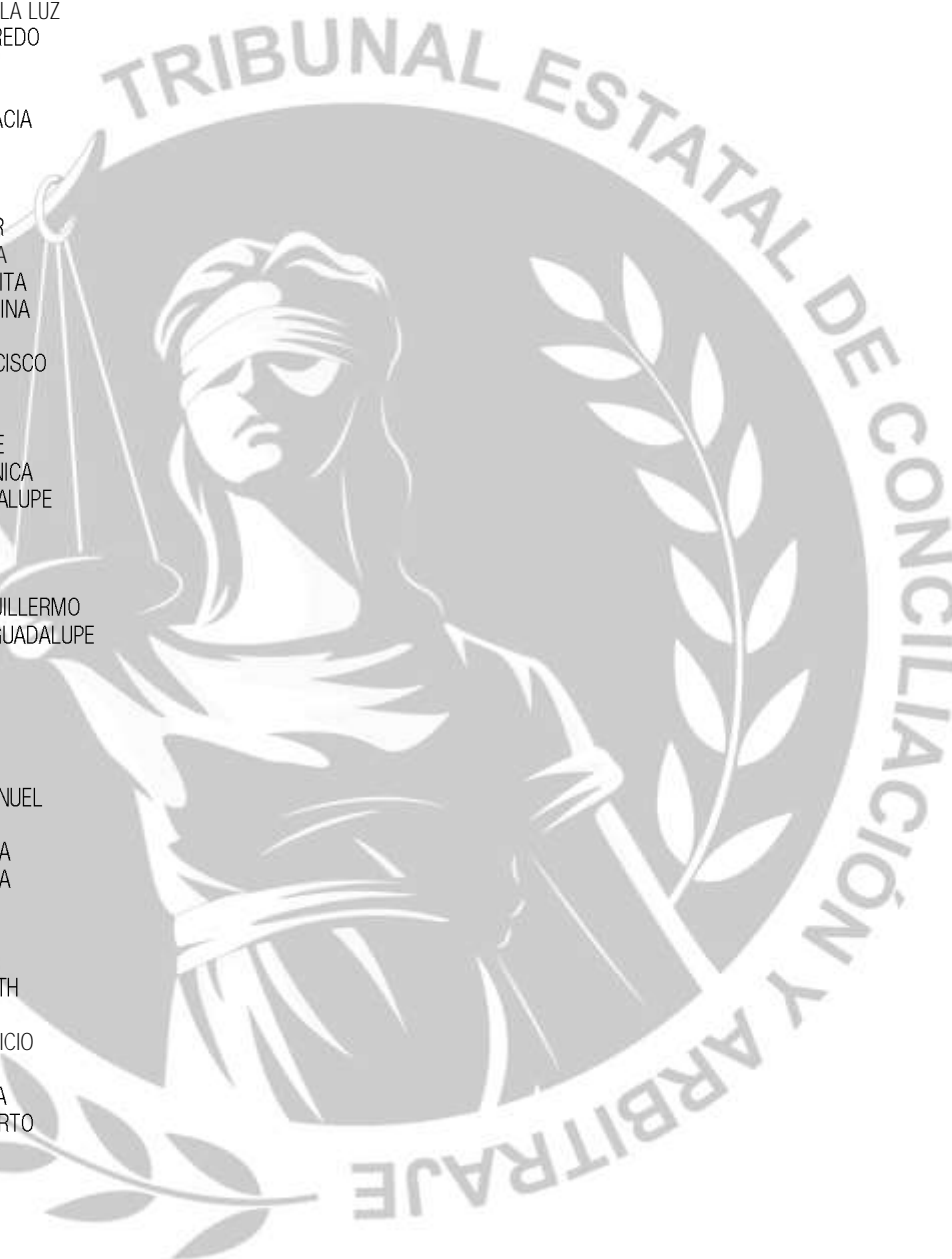 LA LUZ
REDO
ACIA
R
A
ITA
INA
CISCO
E
NICA
ALUPE
UILLERMO
GUADALUPE
NUEL
A
A
TH
ICIO
A
RTO
TRIBUNAL ESTATAL DE CONCILIACIÓN Y ARBITRAJE